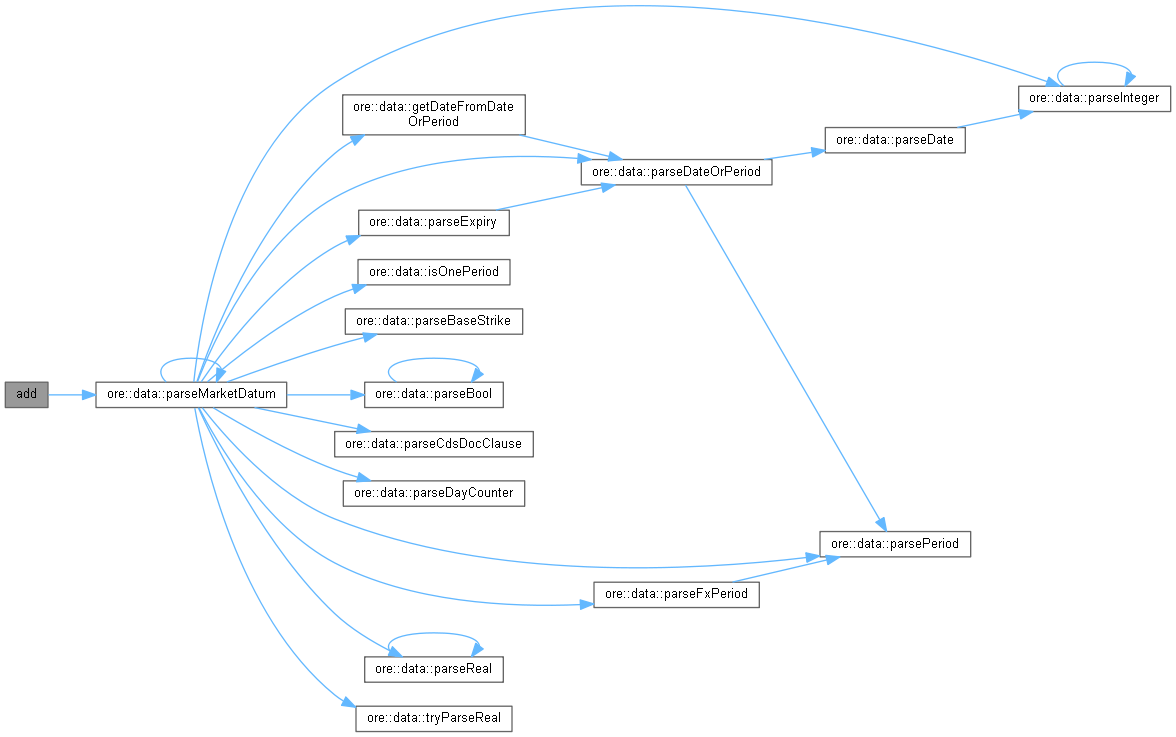 ore::data::parseInteger
ore::data::getDateFromDate
OrPeriod
ore::data::parseDate
ore::data::parseDateOrPeriod
ore::data::parseExpiry
ore::data::isOnePeriod
ore::data::parseBaseStrike
add
ore::data::parseMarketDatum
ore::data::parseBool
ore::data::parseCdsDocClause
ore::data::parseDayCounter
ore::data::parsePeriod
ore::data::parseFxPeriod
ore::data::parseReal
ore::data::tryParseReal